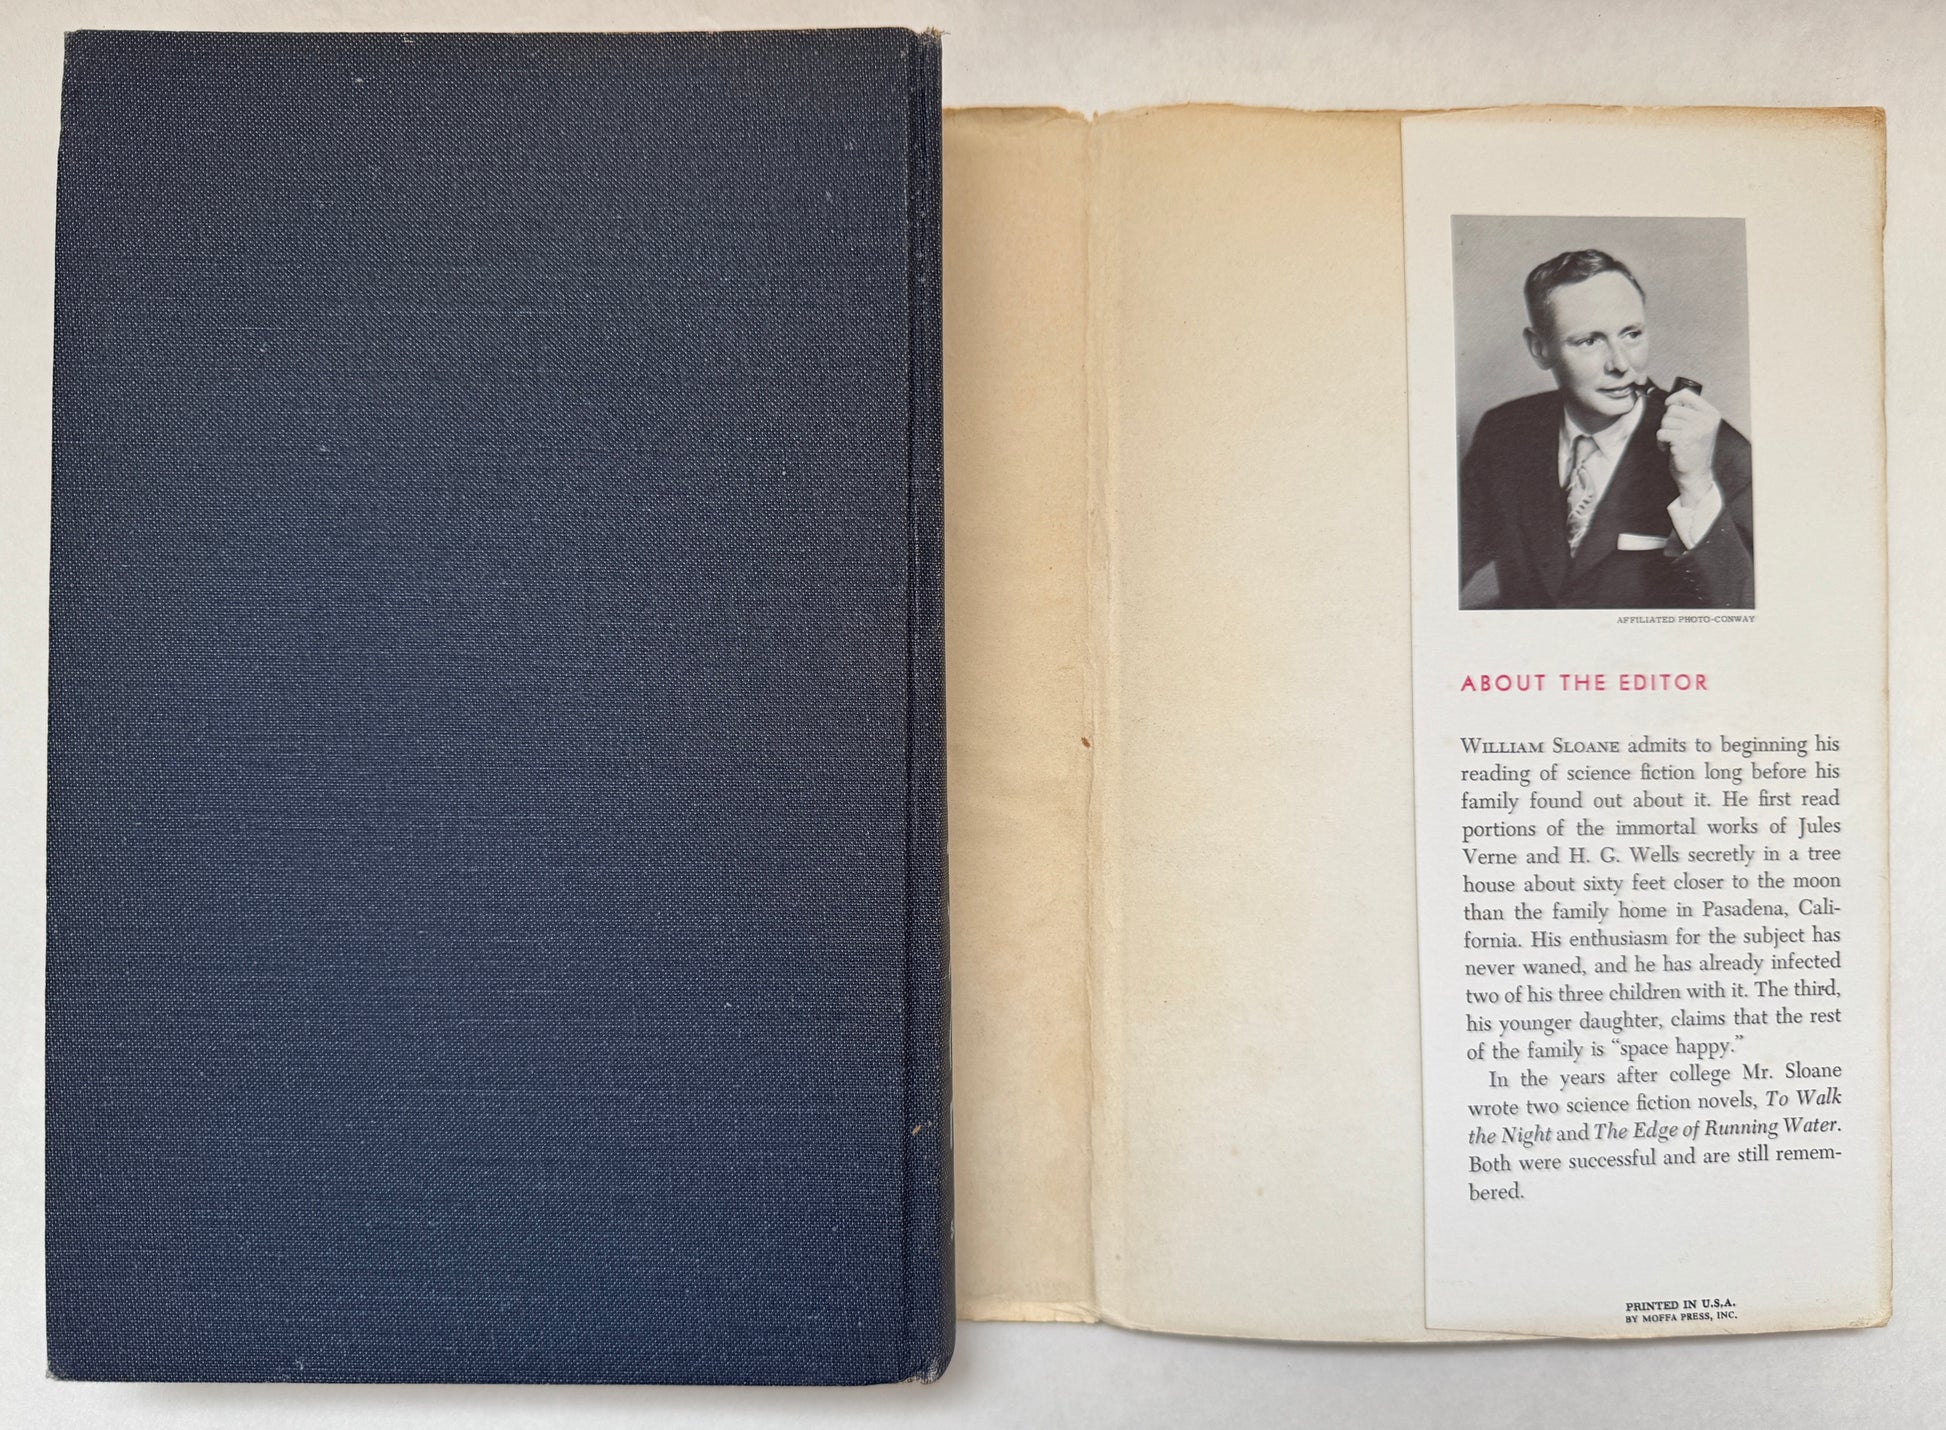 AFFILIATED PHOTO-CONWAY
ABOUT THE EDITOR
WILLIAM SLOANE admits to beginning his
reading of science fiction long before his
family found out about it. He first read
portions of the immortal works of Jules
Verne and H. G. Wells secretly in a tree
house about sixty feet closer to the moon
than the family home in Pasadena, Cali-
fornia. His enthusiasm for the subject has
never waned, and he has already infected
two of his three children with it. The third,
his younger daughter, claims that the rest
of the family is “space happy.”
In the years after college Mr. Sloane
wrote two science fiction novels, To Walk
the Night and The Edge of Running Water.
Both were successful and are still remem-
bered.
PRINTED IN U.S.A.
BY MOFFA PRESS, INC.